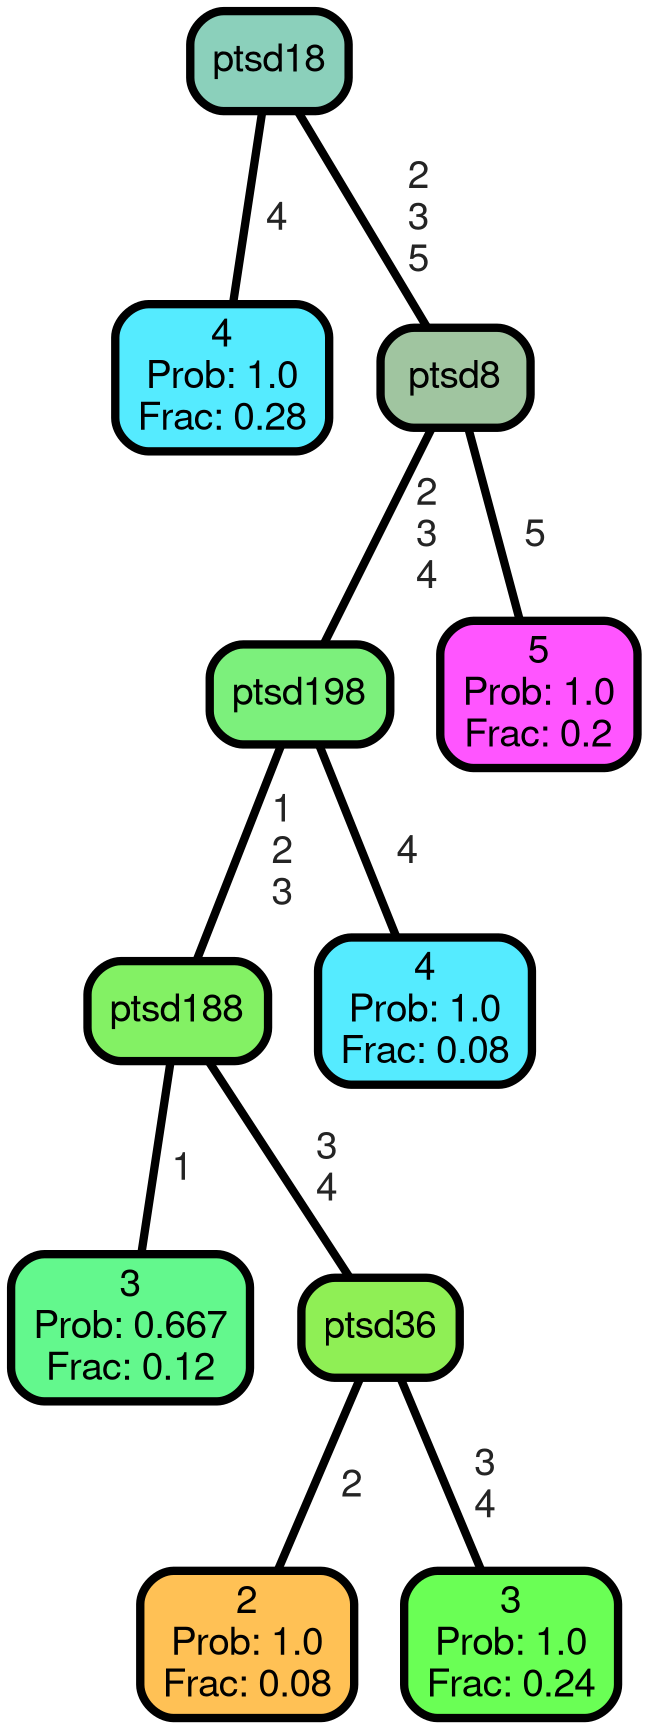 ptsd18
4
2
3
5
4
Prob: 1.0
Frac: 0.28
ptsd8
2
3
4
5
ptsd198
5
Prob: 1.0
Frac: 0.2
1
2
3
4
ptsd188
4
Prob: 1.0
Frac: 0.08
1
3
4
3
Prob: 0.667
Frac: 0.12
ptsd36
2
3
4
2
Prob: 1.0
Frac: 0.08
3
Prob: 1.0
Frac: 0.24